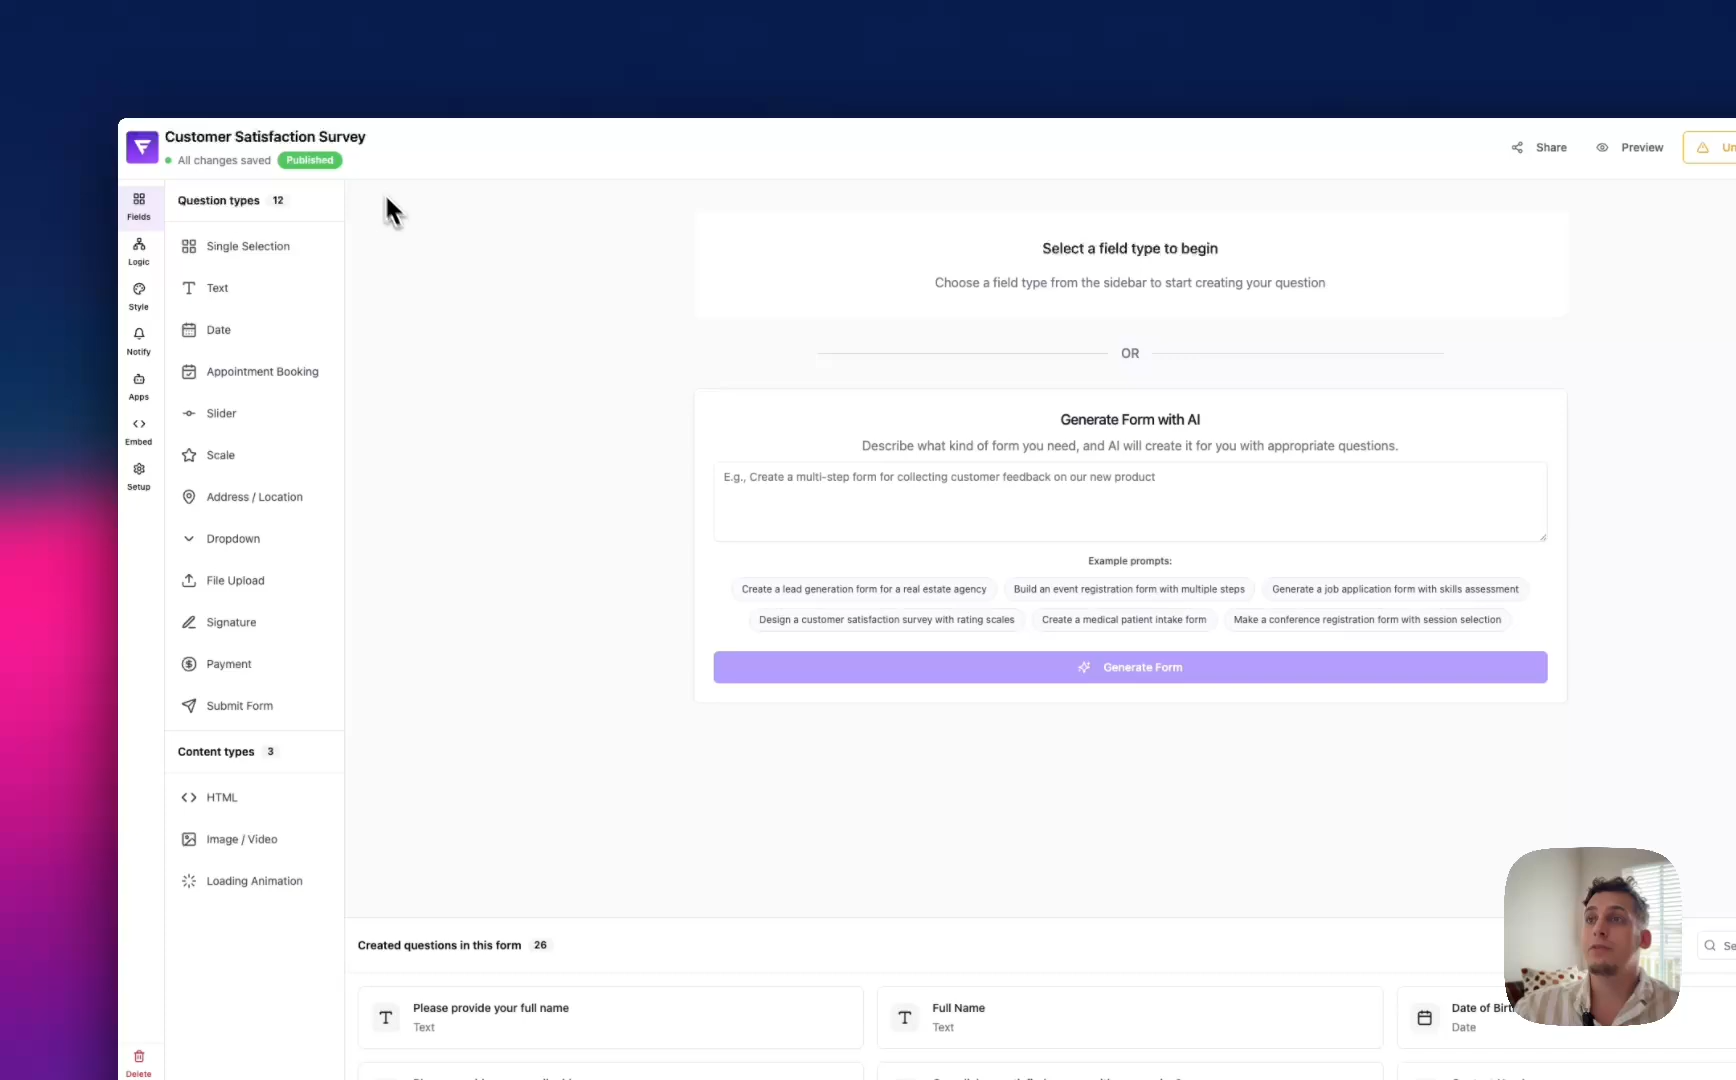 Customer Satisfaction Survey
All changes saved
Published
Share
Preview
Fields
Logic
Style
Notify
Apps
Embed
Setup
Delete
Question types 12
Single Selection
Text
Date
Appointment Booking
Slider
Scale
Address / Location
Dropdown
File Upload
Signature
Payment
Submit Form
Content types 3
HTML
Image / Video
Loading Animation
Select a field type to begin
Choose a field type from the sidebar to start creating your question
OR
Generate Form with AI
Describe what kind of form you need, and AI will create it for you with appropriate questions.
E.g., Create a multi-step form for collecting customer feedback on our new product
Example prompts:
Create a lead generation form for a real estate agency
Build an event registration form with multiple steps
Generate a job application form with skills assessment
Design a customer satisfaction survey with rating scales
Create a medical patient intake form
Make a conference registration form with session selection
Generate Form
Created questions in this form 26
Please provide your full name
Text
Full Name
Text
Date of
Date